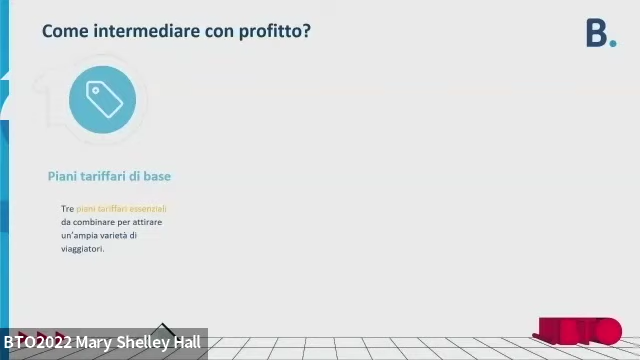 Come intermediare con profitto?
B.
Piani tariffari di base
Tre piani tariffari essenziali
da combinare per attirare
un'ampia varietà di
viaggiatori.
BTO2022 Mary Shelley Hall
BTO